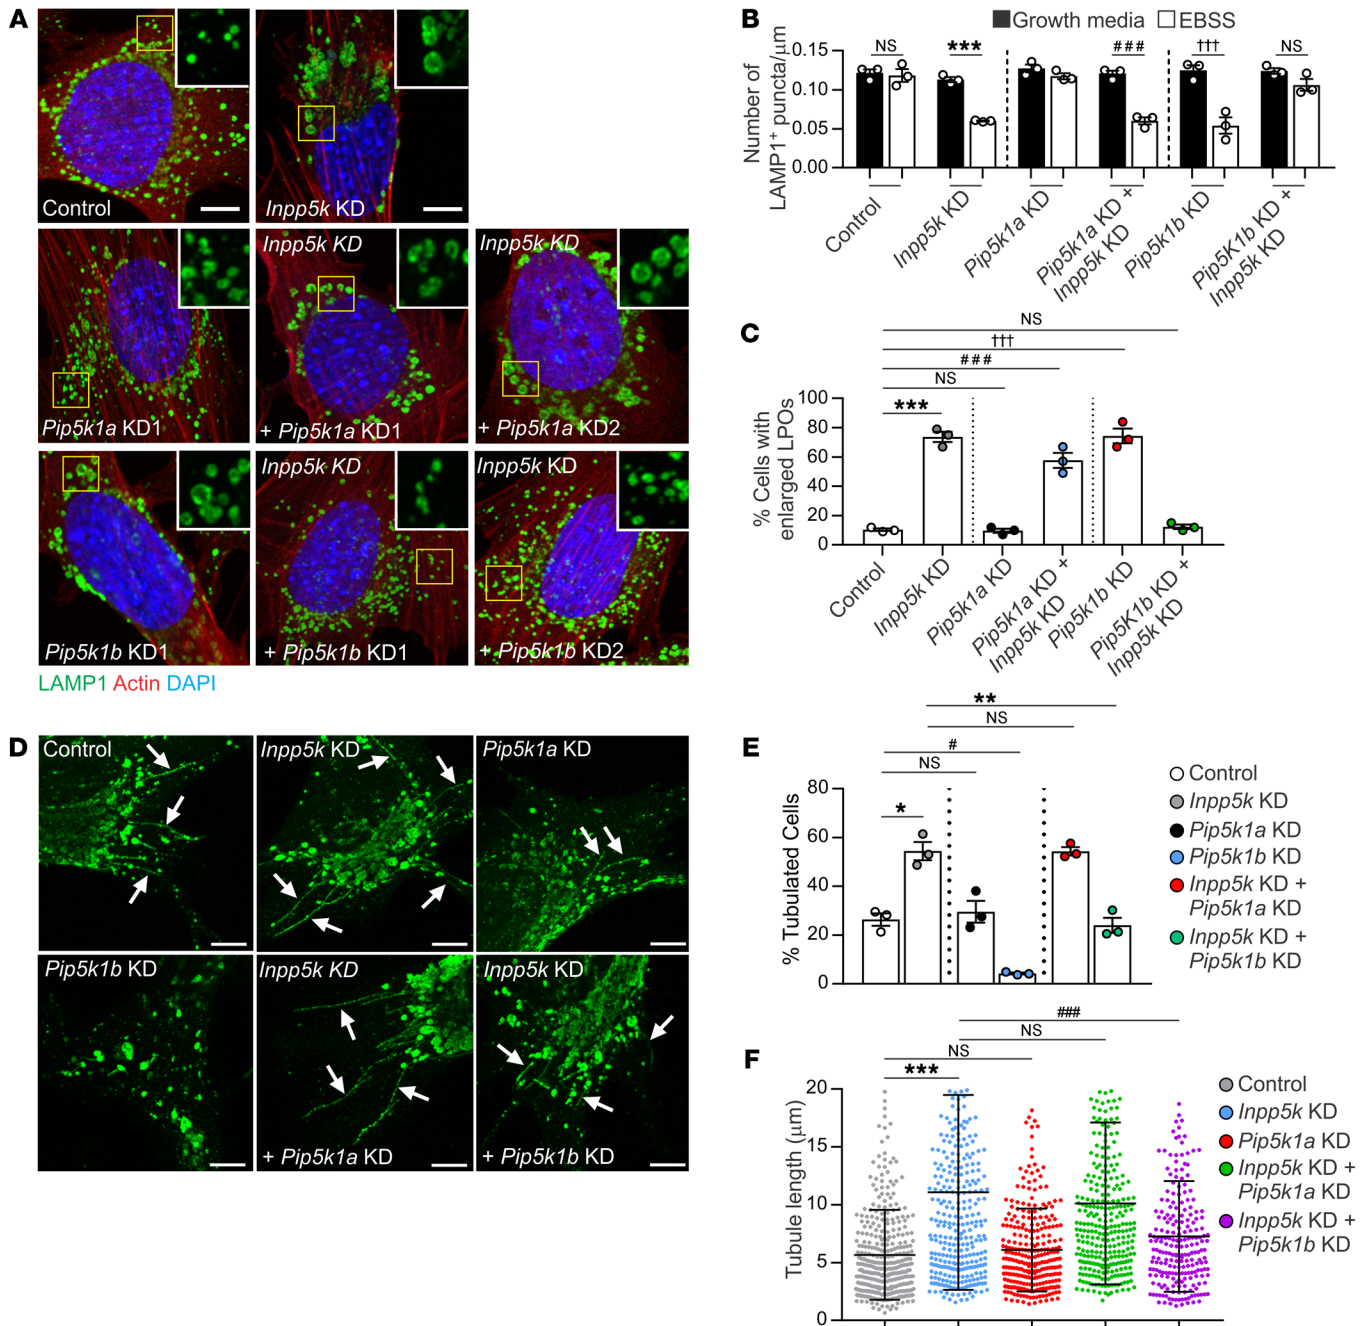 A
Control
Inpp5k KD
Pip5k1a KD1
Inpp5k KD
+ Pip5k1a KD1
Inpp5k KD
+ Pip5k1a KD2
Pip5k1b KD1
Inpp5k KD
+ Pip5k1b KD1
Inpp5k KD
+ Pip5k1b KD2
LAMP1 Actin DAPI
B
Growth media
EBSS
Number of
LAMP1+ puncta/μm
0.15
0.10
0.05
0.00
NS
***
###
†††
NS
Control
Inpp5k KD
Pip5k1a KD
Pip5k1a KD +
Inpp5k KD
Pip5k1b KD
Pip5K1b KD +
Inpp5k KD
C
NS
†††
###
NS
***
% Cells with
enlarged LPOs
100
80
60
40
20
0
Control
Inpp5k KD
Pip5k1a KD
Pip5k1a KD +
Inpp5k KD
Pip5k1b KD
Pip5K1b KD +
Inpp5k KD
D
Control
Inpp5k KD
Pip5k1a KD
Pip5k1b KD
Inpp5k KD
+ Pip5k1a KD
Inpp5k KD
+ Pip5k1b KD
E
**
NS
#
NS
*
% Tubulated Cells
80
60
40
20
0
Control
Inpp5k KD
Pip5k1a KD
Pip5k1b KD
Inpp5k KD +
Pip5k1a KD
Inpp5k KD +
Pip5k1b KD
F
###
NS
NS
***
Tubule length (μm)
20
15
10
5
0
Control
Inpp5k KD
Pip5k1a KD
Inpp5k KD +
Pip5k1a KD
Inpp5k KD +
Pip5k1b KD